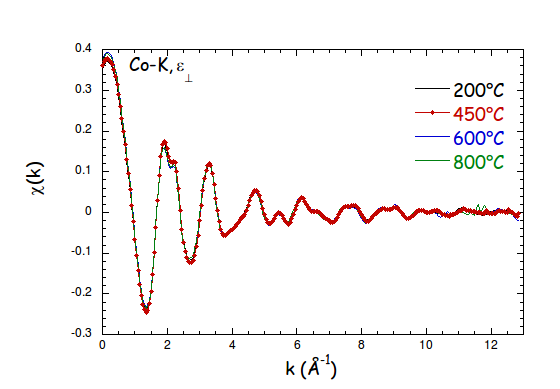 Co-K, ε⊥
200°C
450°C
600°C
800°C
χ(k)
0.4
0.3
0.2
0.1
0
-0.1
-0.2
-0.3
0 2 4 6 8 10 12
k (Å⁻¹)